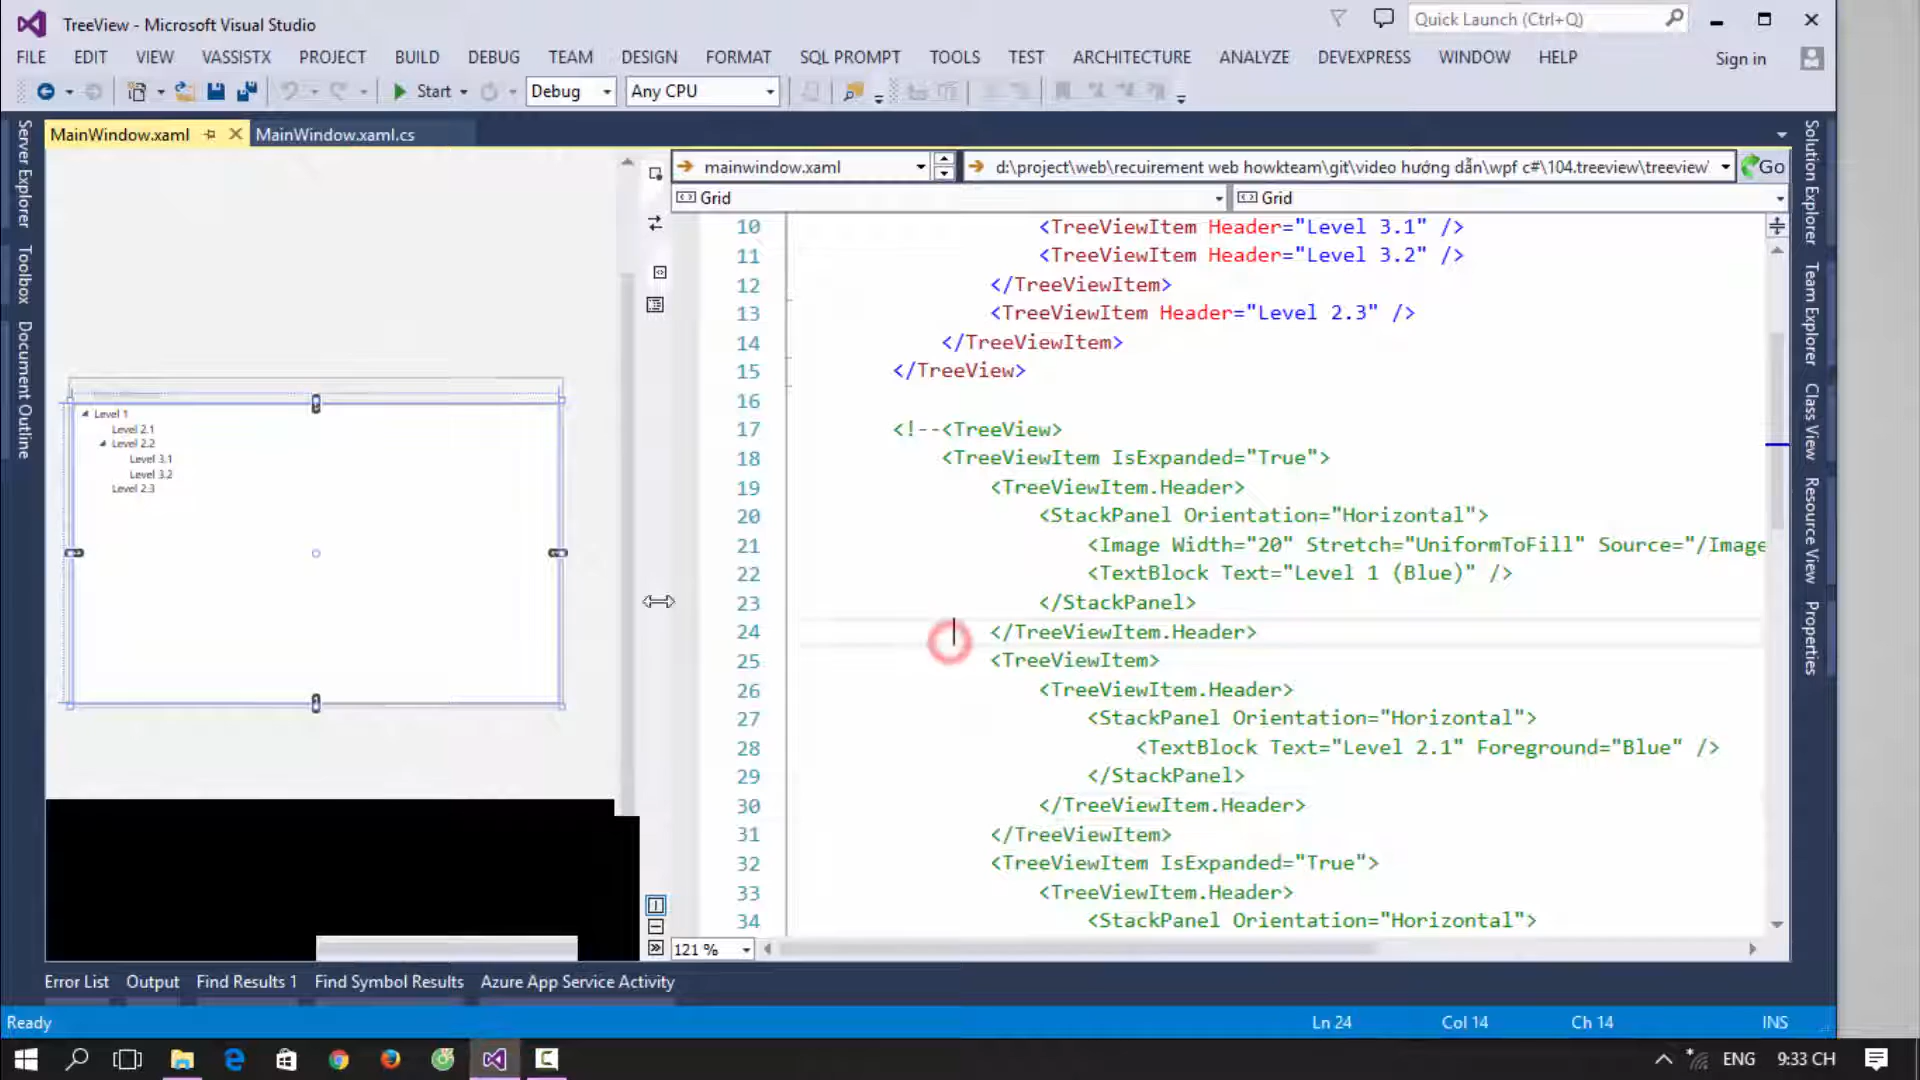 TreeView - Microsoft Visual Studio
Quick Launch (Ctrl+Q)
FILE EDIT VIEW VASSISTX PROJECT BUILD DEBUG TEAM DESIGN FORMAT SQL PROMPT TOOLS TEST ARCHITECTURE ANALYZE DEVEXPRESS WINDOW HELP Sign in
Start Debug Any CPU
MainWindow.xaml MainWindow.xaml.cs
mainwindow.xaml d:\project\web\recuirement web howkteam\git\video hướng dẫn\wpf c#\104.treeview\treeview\ Go
Grid Grid
Server Explorer
Toolbox
Document Outline
Level 1
Level 2.1
Level 2.2
Level 3.1
Level 3.2
Level 2.3
10 <TreeViewItem Header="Level 3.1" />
11 <TreeViewItem Header="Level 3.2" />
12 </TreeViewItem>
13 <TreeViewItem Header="Level 2.3" />
14 </TreeViewItem>
15 </TreeView>
16
17 <!--<TreeView>
18 <TreeViewItem IsExpanded="True">
19 <TreeViewItem.Header>
20 <StackPanel Orientation="Horizontal">
21 <Image Width="20" Stretch="UniformToFill" Source="/Image
22 <TextBlock Text="Level 1 (Blue)" />
23 </StackPanel>
24 </TreeViewItem.Header>
25 <TreeViewItem>
26 <TreeViewItem.Header>
27 <StackPanel Orientation="Horizontal">
28 <TextBlock Text="Level 2.1" Foreground="Blue" />
29 </StackPanel>
30 </TreeViewItem.Header>
31 </TreeViewItem>
32 <TreeViewItem IsExpanded="True">
33 <TreeViewItem.Header>
34 <StackPanel Orientation="Horizontal">
121 %
Solution Explorer
Team Explorer
Class View
Resource View
Properties
Error List Output Find Results 1 Find Symbol Results Azure App Service Activity
Ready Ln 24 Col 14 Ch 14 INS
ENG 9:33 CH